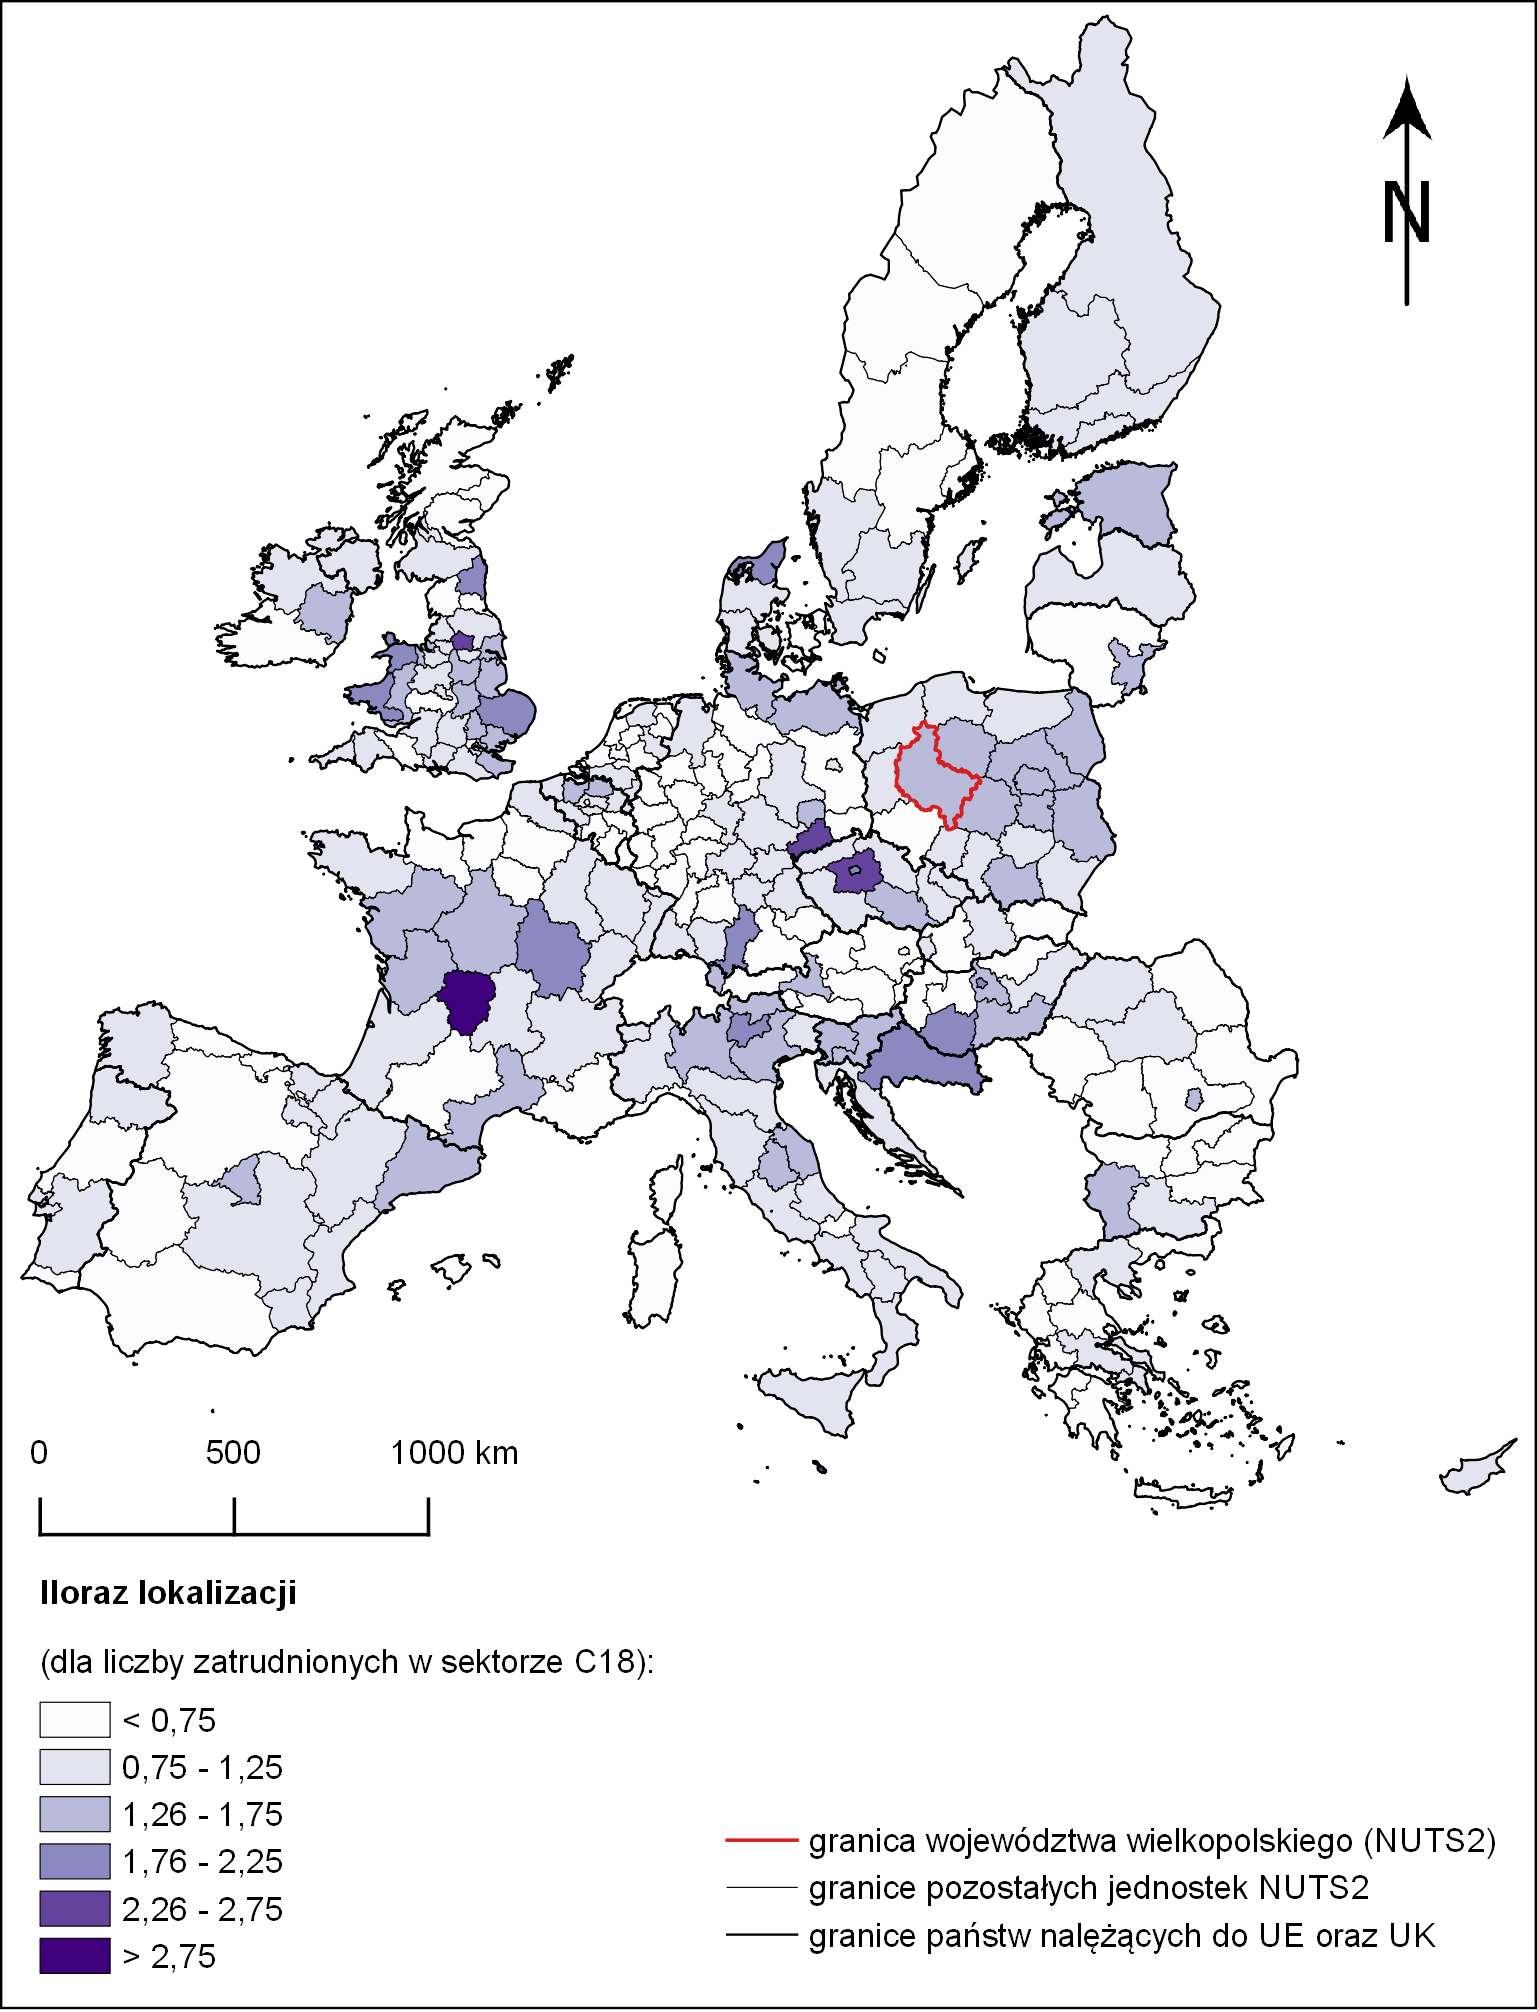 N
0 500 1000 km
Iloraz lokalizacji
(dla liczby zatrudnionych w sektorze C18):
< 0,75
0,75 - 1,25
1,26 - 1,75
1,76 - 2,25
2,26 - 2,75
> 2,75
granica województwa wielkopolskiego (NUTS2)
granice pozostałych jednostek NUTS2
granice państw nalężących do UE oraz UK